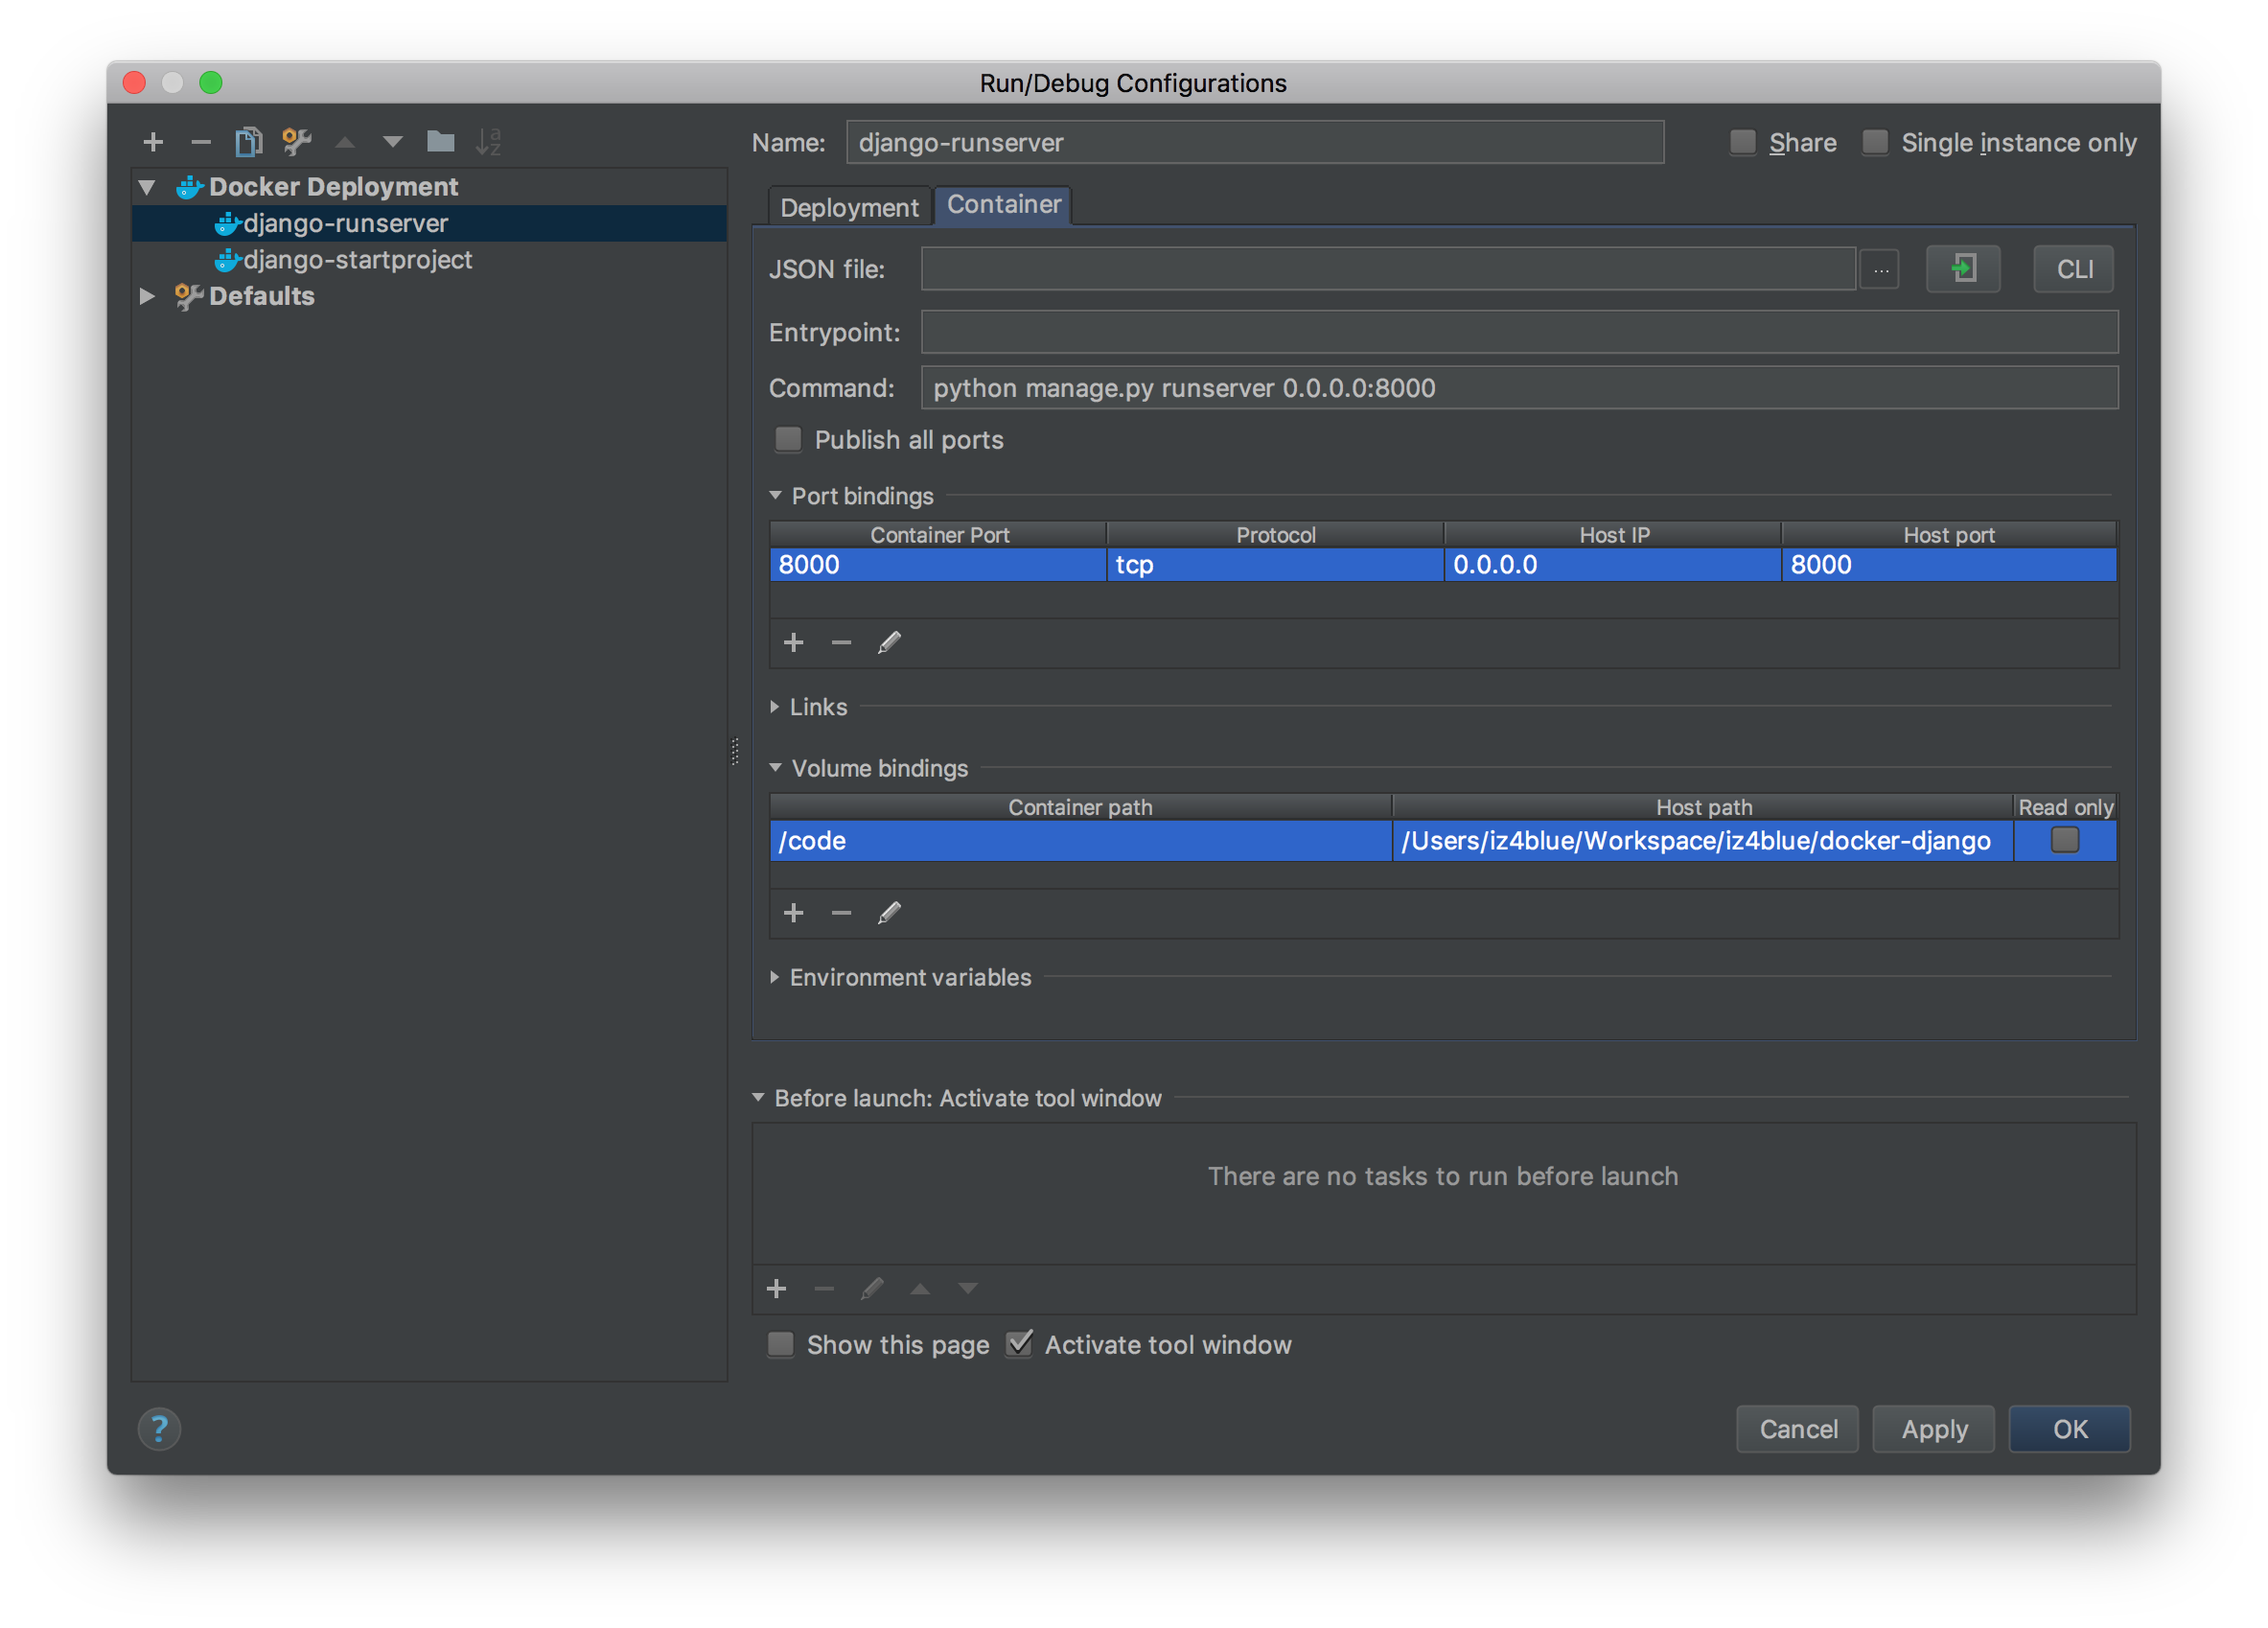 Run/Debug Configurations
Name: django-runserver Share Single instance only
Docker Deployment
django-runserver
django-startproject
Defaults
Deployment Container
JSON file: ... CLI
Entrypoint:
Command: python manage.py runserver 0.0.0.0:8000
Publish all ports
Port bindings
Container Port Protocol Host IP Host port
8000 tcp 0.0.0.0 8000
Links
Volume bindings
Container path Host path Read only
/code /Users/iz4blue/Workspace/iz4blue/docker-django
Environment variables
Before launch: Activate tool window
There are no tasks to run before launch
Show this page Activate tool window
? Cancel Apply OK